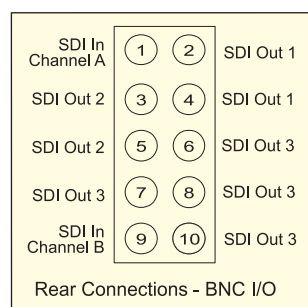 SDI In
Channel A
1
2
SDI Out 1
SDI Out 2
3
4
SDI Out 1
SDI Out 2
5
6
SDI Out 3
SDI Out 3
7
8
SDI Out 3
SDI In
Channel B
9
10
SDI Out 3
Rear Connections - BNC I/O